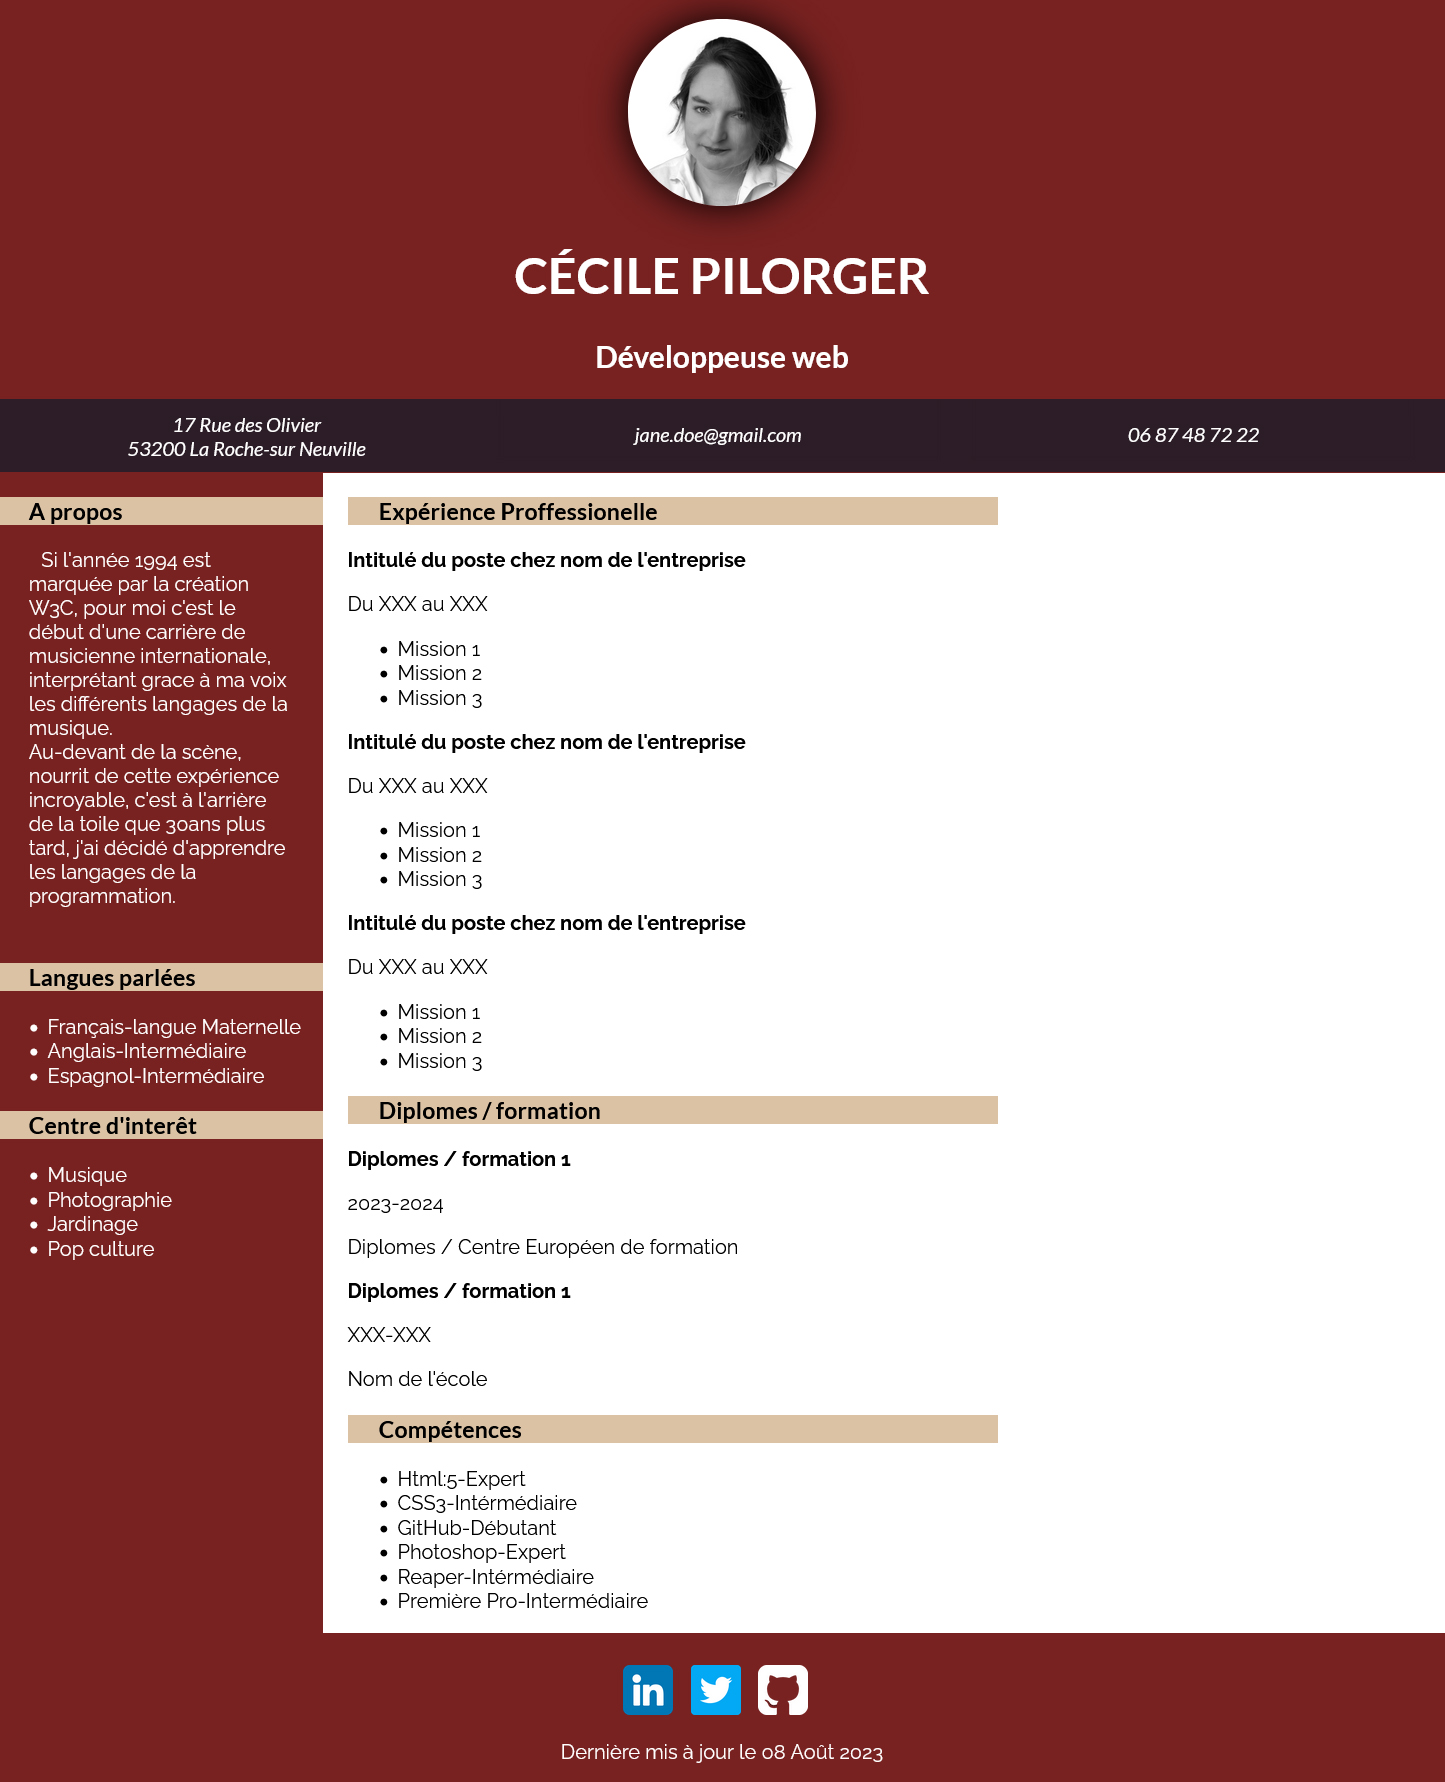 CÉCILE PILORGER
Développeuse web
17 Rue des Olivier
53200 La Roche-sur Neuville
jane.doe@gmail.com
06 87 48 72 22
A propos
Si l'année 1994 est
marquée par la création
W3C, pour moi c'est le
début d'une carrière de
musicienne internationale,
interprétant grace à ma voix
les différents langages de la
musique.
Au-devant de la scène,
nourrit de cette expérience
incroyable, c'est à l'arrière
de la toile que 30ans plus
tard, j'ai décidé d'apprendre
les langages de la
programmation.
Langues parlées
Français-langue Maternelle
Anglais-Intermédiaire
Espagnol-Intermédiaire
Centre d'interêt
Musique
Photographie
Jardinage
Pop culture
Expérience Proffessionelle
Intitulé du poste chez nom de l'entreprise
Du XXX au XXX
Mission 1
Mission 2
Mission 3
Intitulé du poste chez nom de l'entreprise
Du XXX au XXX
Mission 1
Mission 2
Mission 3
Intitulé du poste chez nom de l'entreprise
Du XXX au XXX
Mission 1
Mission 2
Mission 3
Diplomes / formation
Diplomes / formation 1
2023-2024
Diplomes / Centre Européen de formation
Diplomes / formation 1
XXX-XXX
Nom de l'école
Compétences
Html:5-Expert
CSS3-Intérmédiaire
GitHub-Débutant
Photoshop-Expert
Reaper-Intérmédiaire
Première Pro-Intermédiaire
in
Dernière mis à jour le 08 Août 2023